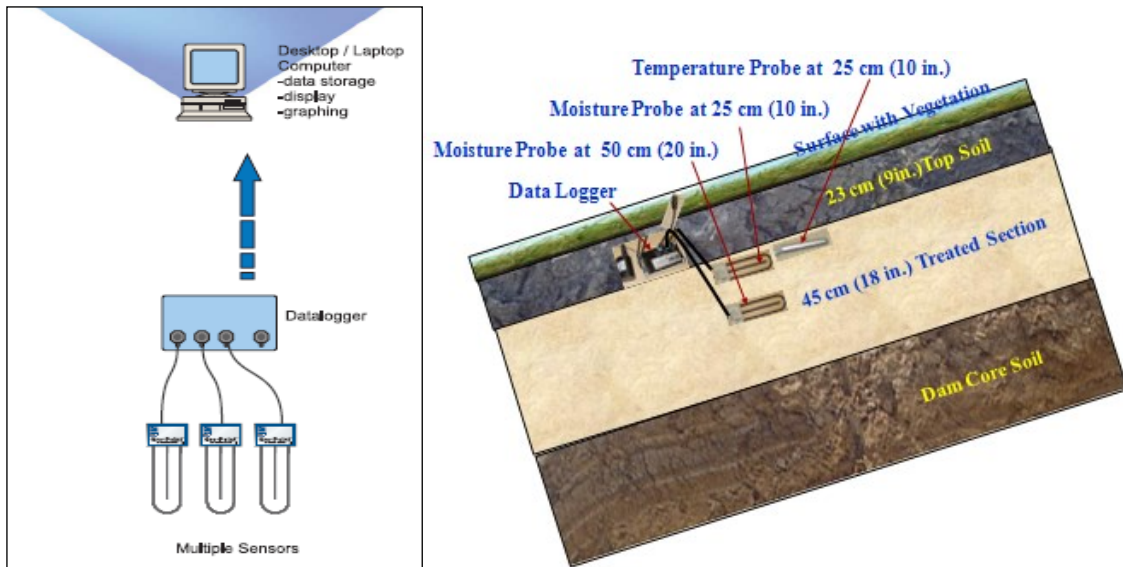 Desktop / Laptop
Computer
-data storage
-display
-graphing
Datalogger
Multiple Sensors
Temperature Probe at 25 cm (10 in.)
Moisture Probe at 25 cm (10 in.)
Moisture Probe at 50 cm (20 in.)
Data Logger
Surface with Vegetation
23 cm (9in.)Top Soil
45 cm (18 in.) Treated Section
Dam Core Soil